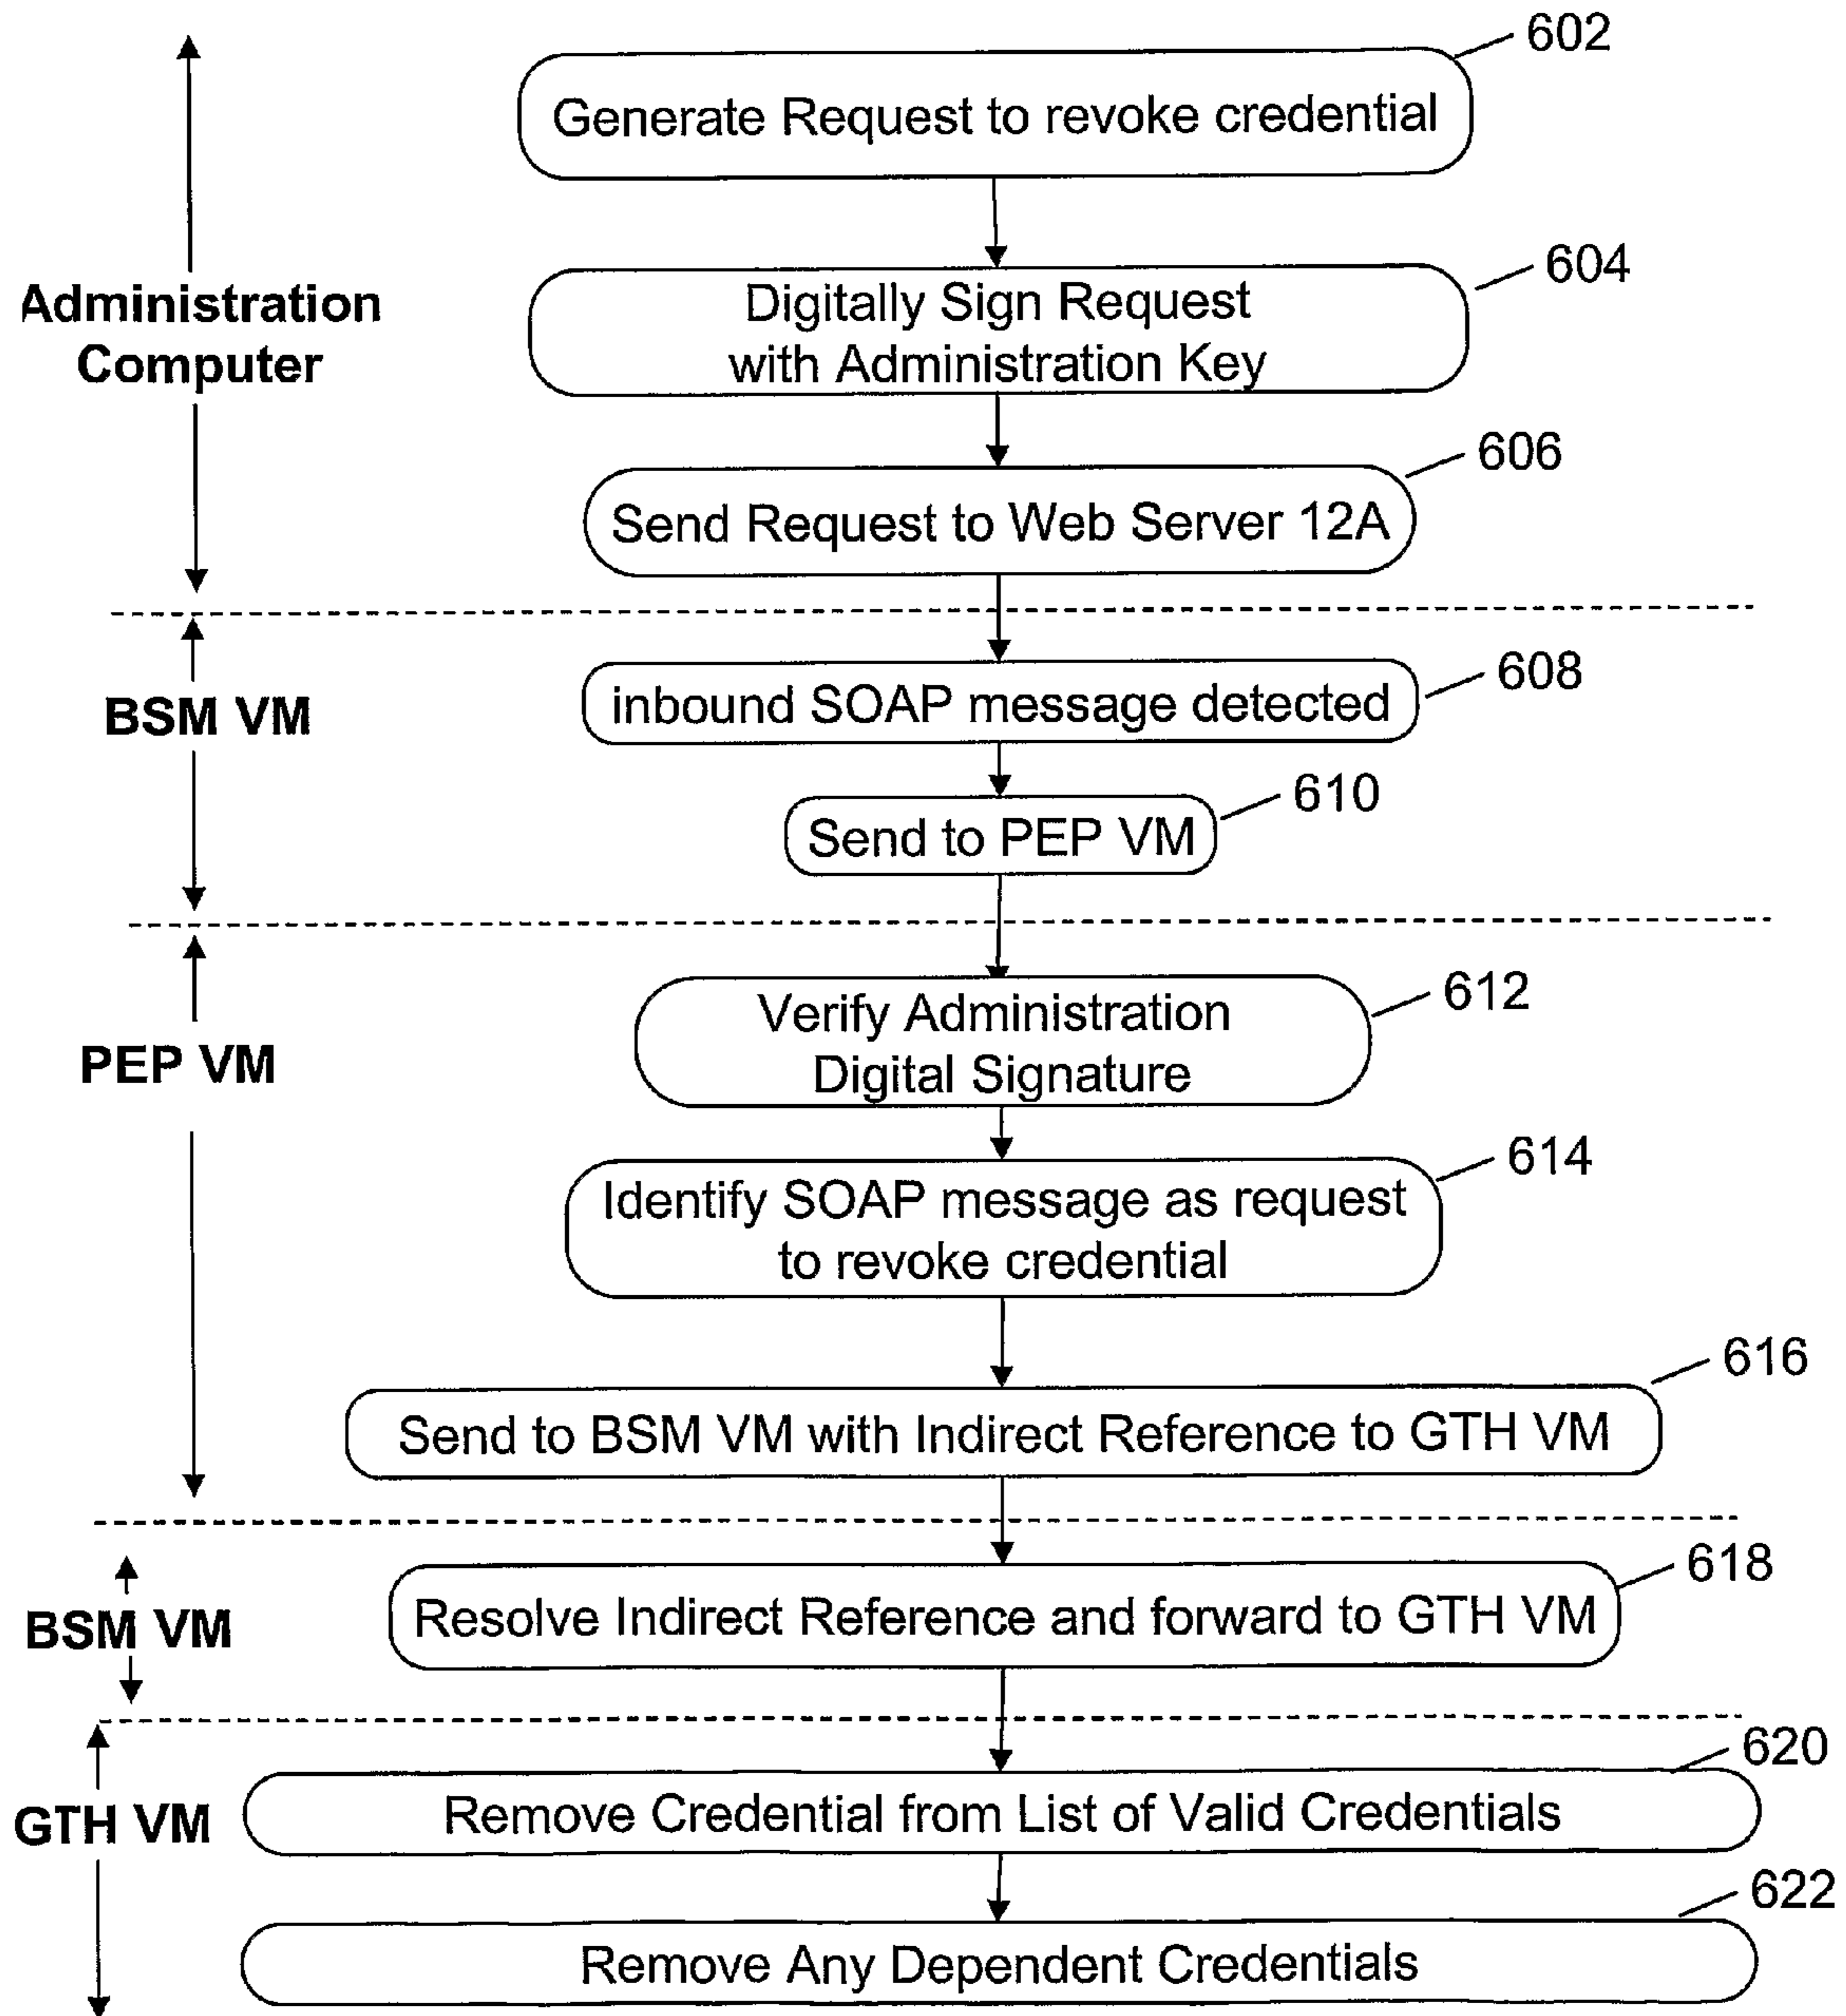 602
Generate Request to revoke credential
604
Administration
Computer
Digitally Sign Request
with Administration Key
606
Send Request to Web Server 12A
608
BSM VM
inbound SOAP message detected
610
Send to PEP VM
612
Verify Administration
Digital Signature
PEP VM
614
Identify SOAP message as request
to revoke credential
616
Send to BSM VM with Indirect Reference to GTH VM
618
BSM VM
Resolve Indirect Reference and forward to GTH VM
620
GTH VM
Remove Credential from List of Valid Credentials
622
Remove Any Dependent Credentials